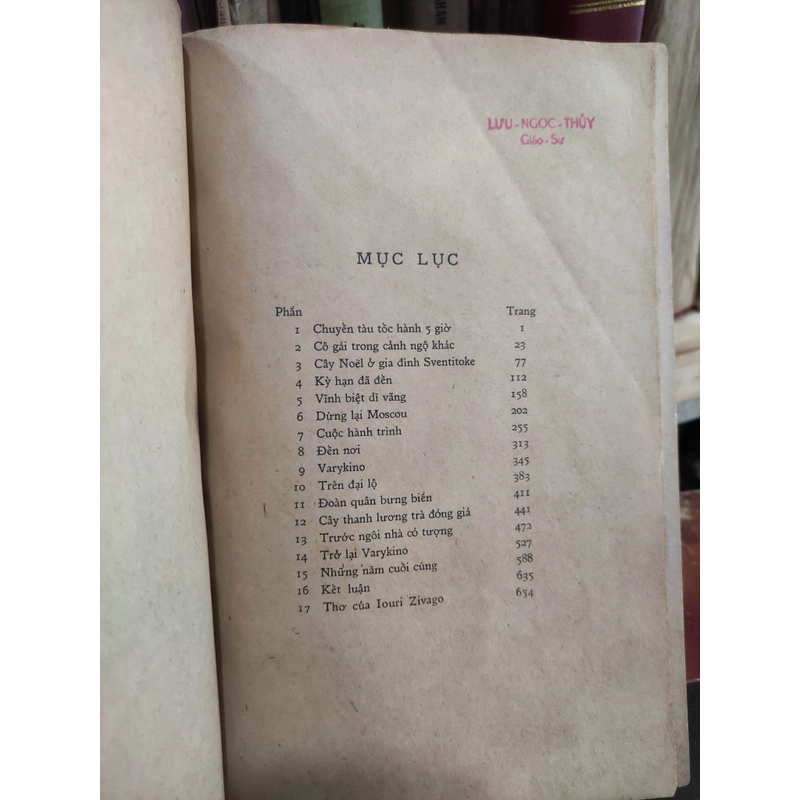 LƯU-NGỌC-THỦY
Giáo-Sư
MỤC LỤC
Phần Trang
1 Chuyến tàu tốc hành 5 giờ 1
2 Cô gái trong cảnh ngộ khác 23
3 Cây Noël ở gia đình Sventitoke 77
4 Kỳ hạn đã đến 112
5 Vĩnh biệt dĩ vãng 158
6 Dừng lại Moscou 202
7 Cuộc hành trình 255
8 Đến nơi 313
9 Varykino 345
10 Trên đại lộ 383
11 Đoàn quân bưng biền 411
12 Cây thanh lương trà đóng giá 441
13 Trước ngôi nhà có tượng 472
14 Trở lại Varykino 527
15 Những năm cuối cùng 588
16 Kết luận 635
17 Thơ của Iouri Zivago 654